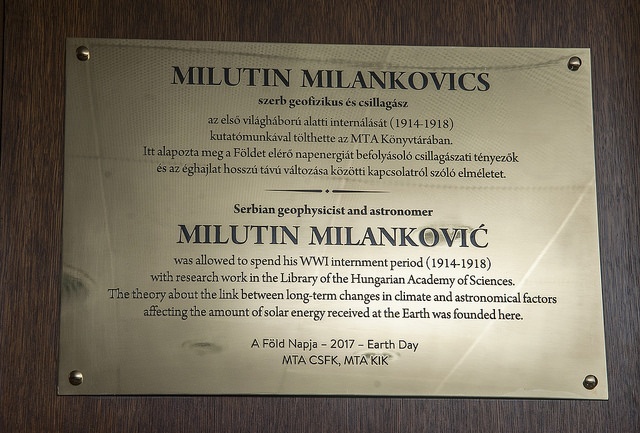 MILUTIN MILANKOVICS
szerb geofizikus és csillagász
az első világháború alatti internálását (1914-1918)
kutatómunkával tölthette az MTA Könyvtárában.
Itt alapozta meg a Földet elérő napenergiát befolyásoló csillagászati tényezők
és az éghajlat hosszú távú változása közötti kapcsolatról szóló elméletet.
Serbian geophysicist and astronomer
MILUTIN MILANKOVIĆ
was allowed to spend his WWI internment period (1914-1918)
with research work in the Library of the Hungarian Academy of Sciences.
The theory about the link between long-term changes in climate and astronomical factors
affecting the amount of solar energy received at the Earth was founded here.
A Föld Napja – 2017 – Earth Day
MTA CSFK, MTA KIK